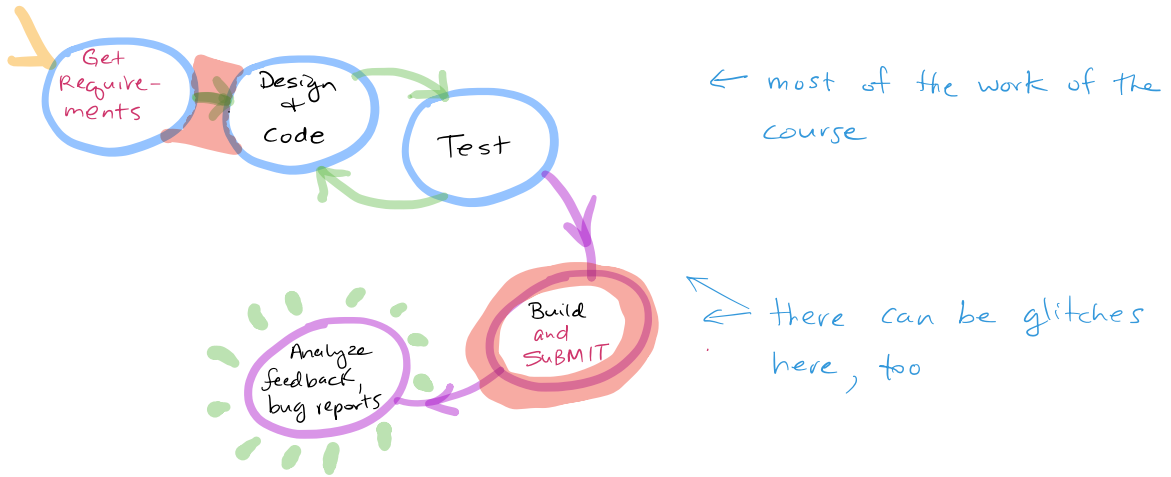 Get
Require-
ments
Design
&
Code
Test
← most of the work of the
course
Build
and
SUBMIT
Analyze
feedback,
bug reports
← there can be glitches
here, too